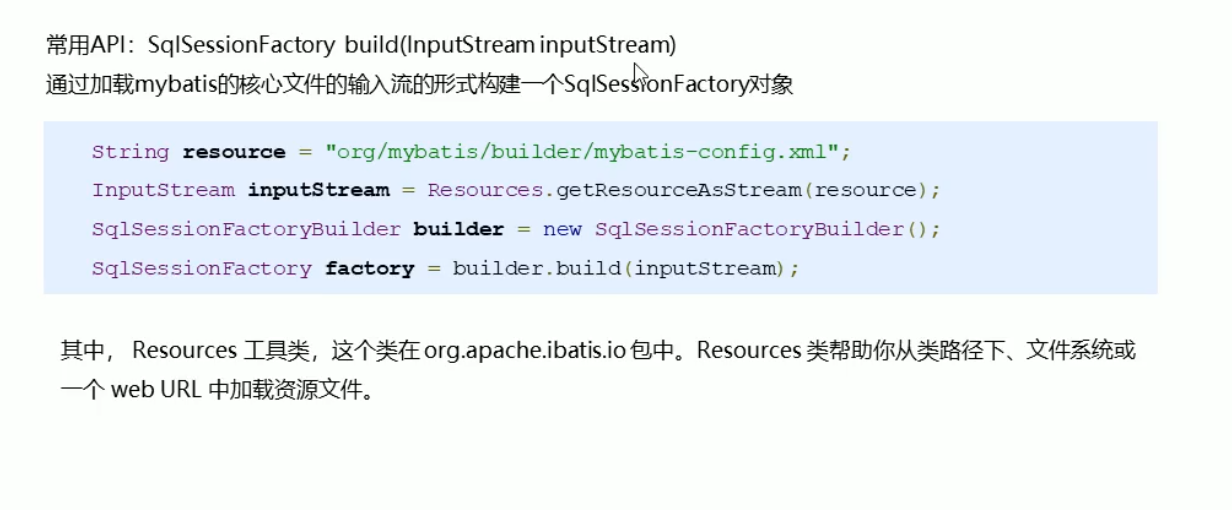 常用API：SqlSessionFactory build(InputStream inputStream)
通过加载mybatis的核心文件的输入流的形式构建一个SqlSessionFactory对象
String resource = "org/mybatis/builder/mybatis-config.xml";
InputStream inputStream = Resources.getResourceAsStream(resource);
SqlSessionFactoryBuilder builder = new SqlSessionFactoryBuilder();
SqlSessionFactory factory = builder.build(inputStream);
其中， Resources 工具类，这个类在 org.apache.ibatis.io 包中。Resources 类帮助你从类路径下、文件系统或
一个 web URL 中加载资源文件。